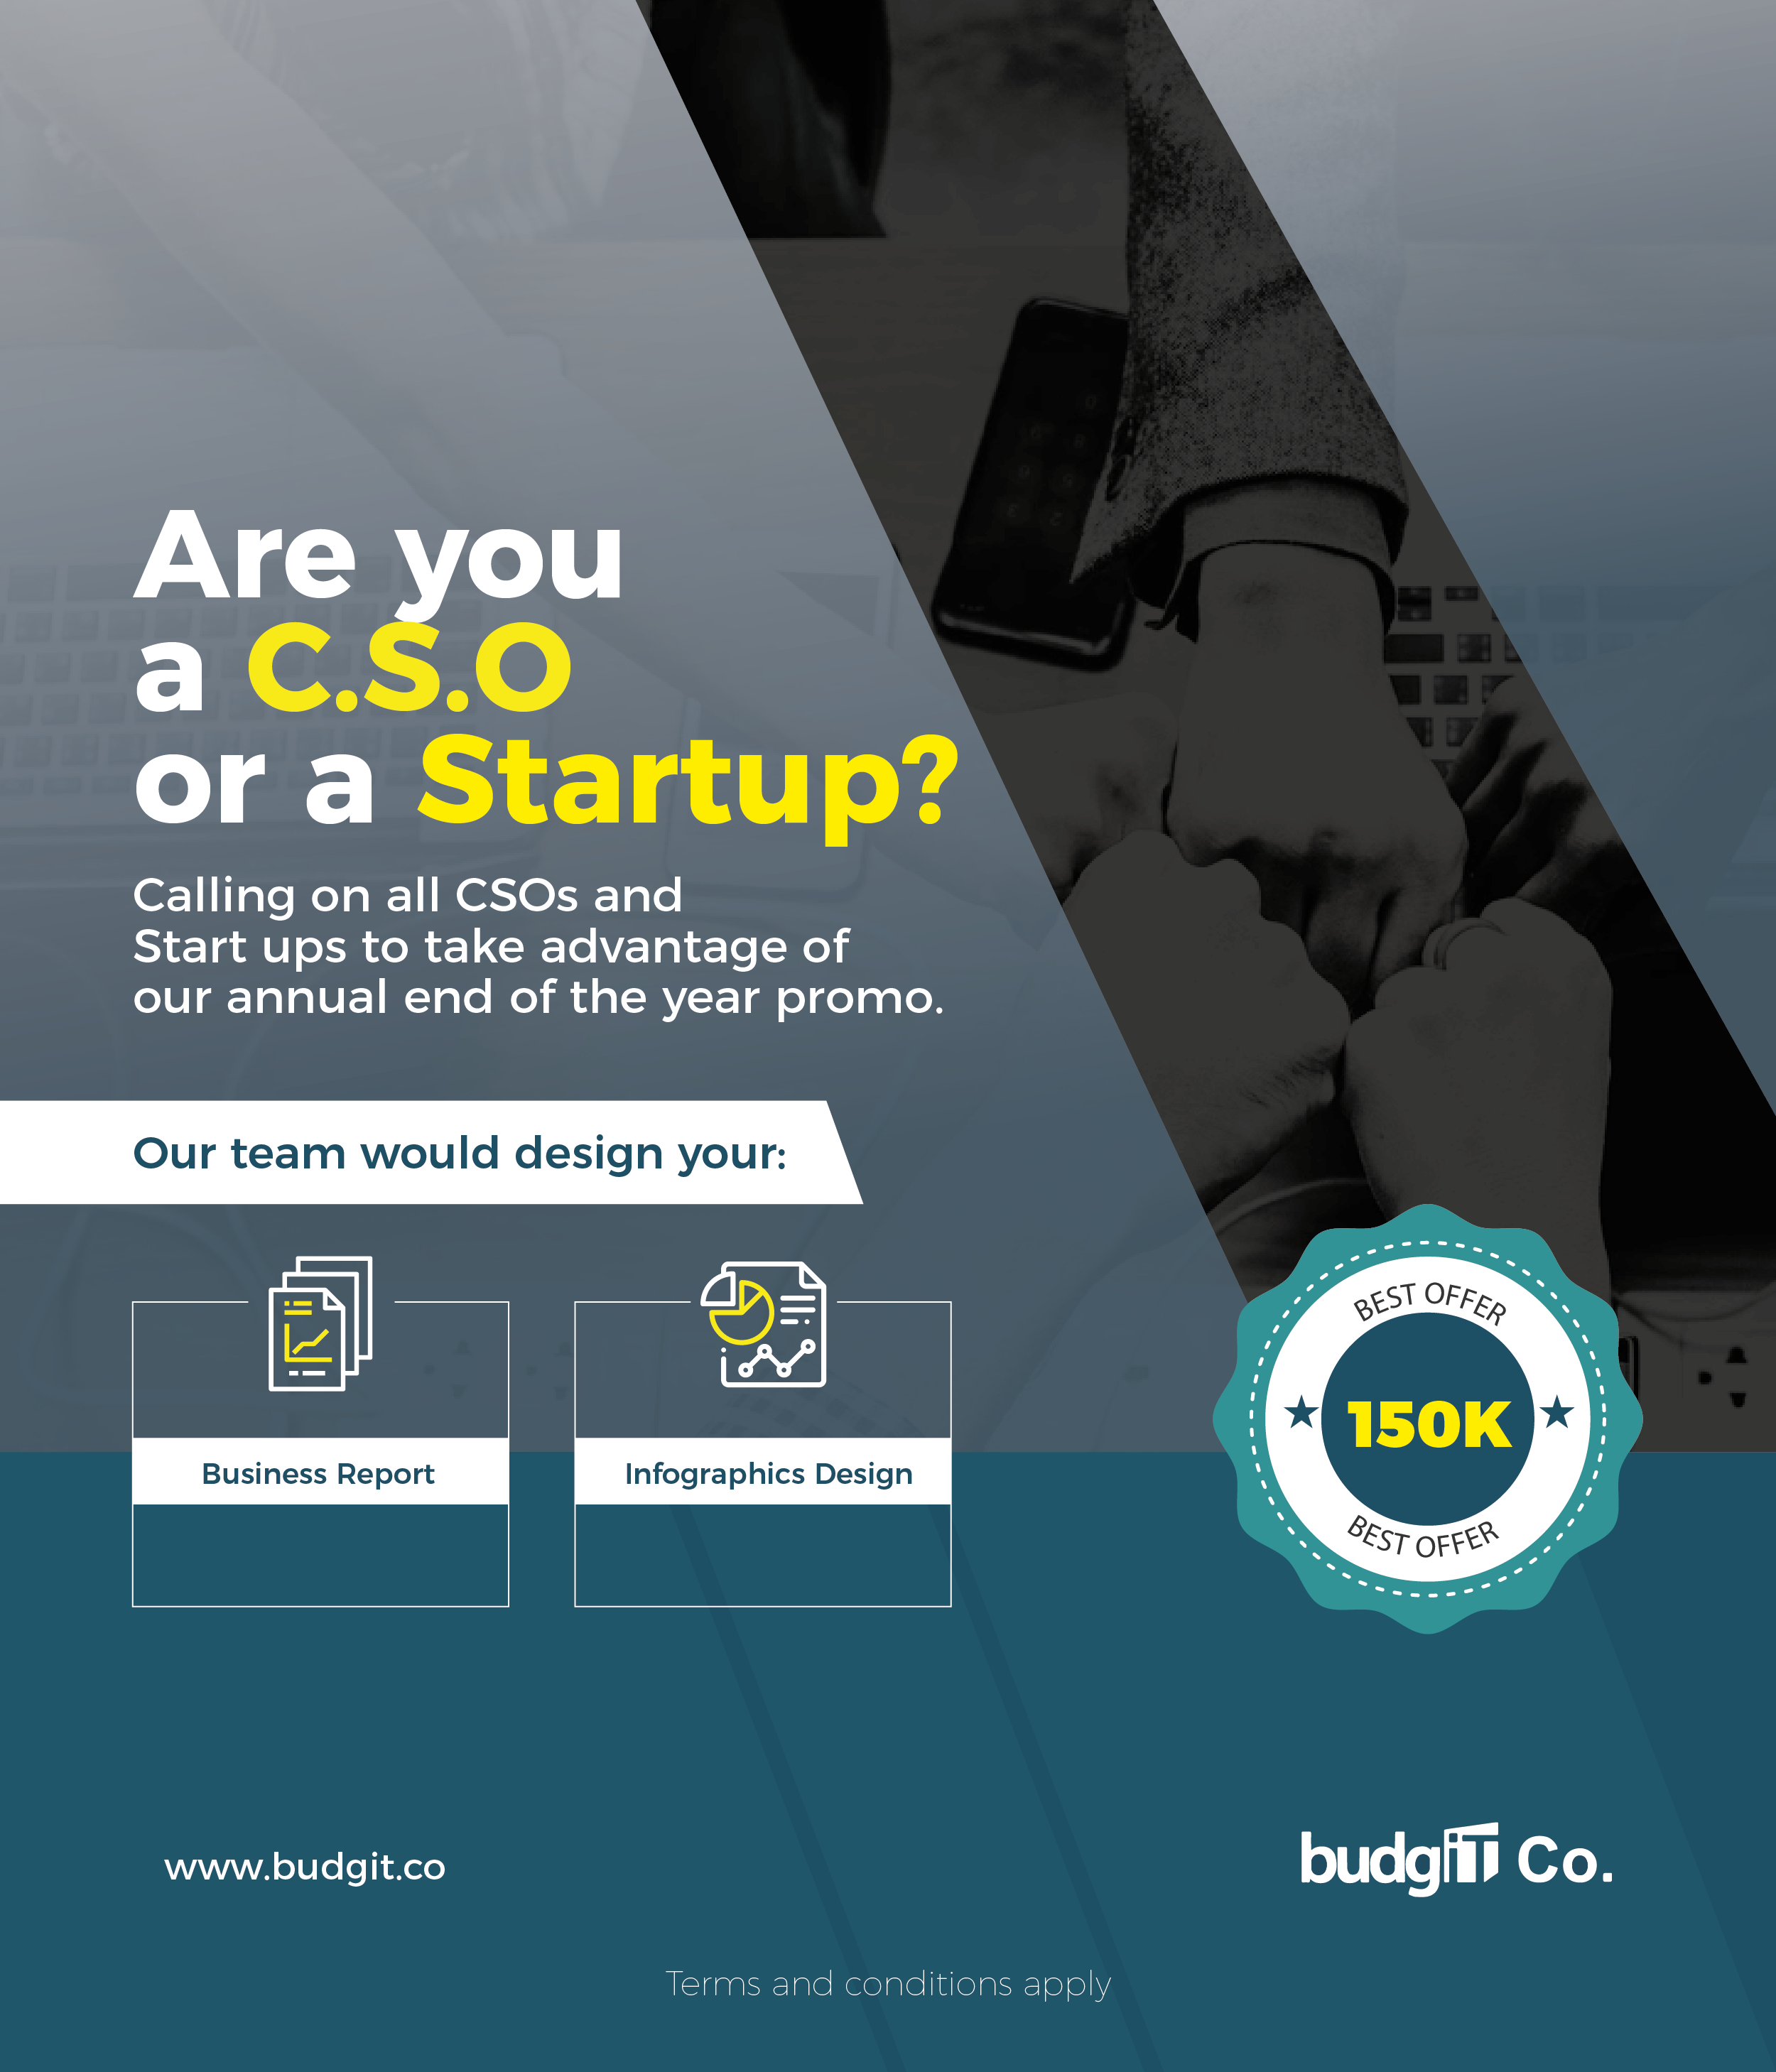 Are you
a C.S.O
or a Startup?
Calling on all CSOs and
Start ups to take advantage of
our annual end of the year promo.
Our team would design your:
Business Report
Infographics Design
BEST OFFER
150K
BEST OFFER
www.budgit.co
budgIT Co.
Terms and conditions apply